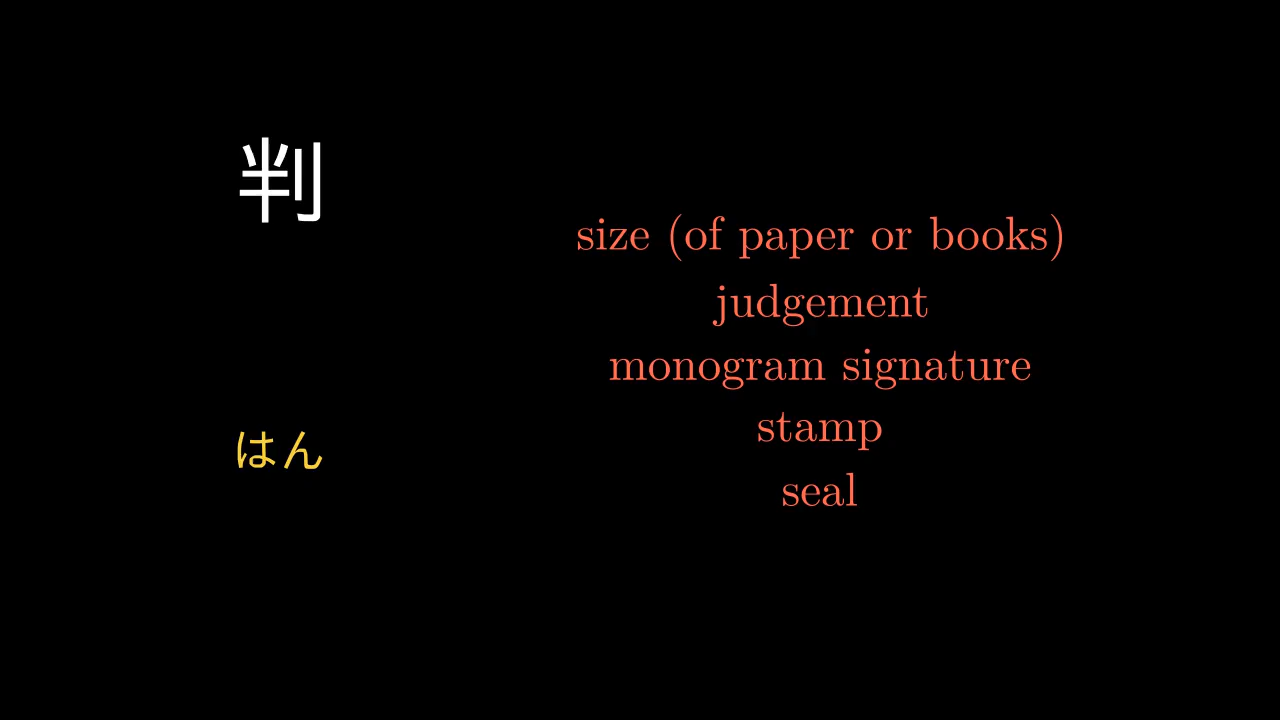 判
はん
size (of paper or books)
judgement
monogram signature
stamp
seal